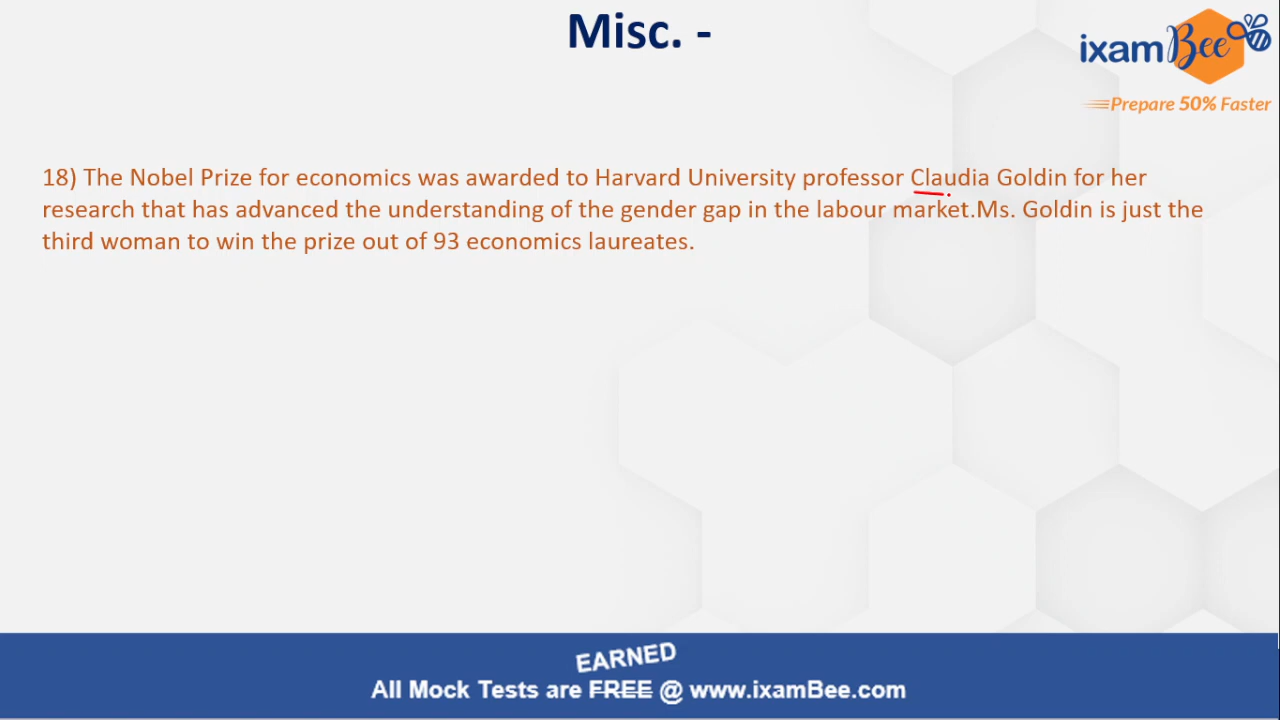 Misc. -
ixamBee
Prepare 50% Faster
18) The Nobel Prize for economics was awarded to Harvard University professor Claudia Goldin for her
research that has advanced the understanding of the gender gap in the labour market.Ms. Goldin is just the
third woman to win the prize out of 93 economics laureates.
EARNED
All Mock Tests are FREE @ www.ixamBee.com